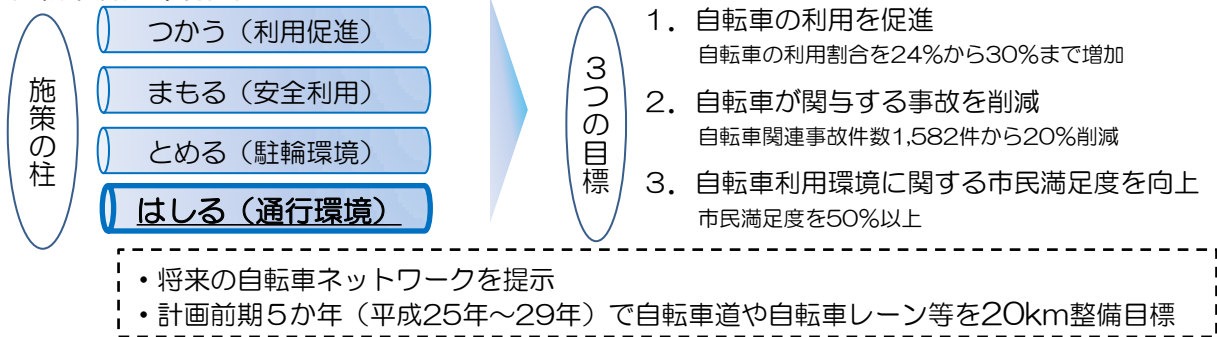 施策の柱
つかう（利用促進）
まもる（安全利用）
とめる（駐輪環境）
はしる（通行環境）
３つの目標
１．自転車の利用を促進
自転車の利用割合を24％から30％まで増加
２．自転車が関与する事故を削減
自転車関連事故件数1,582件から20％削減
３．自転車利用環境に関する市民満足度を向上
市民満足度を50％以上
・将来の自転車ネットワークを提示
・計画前期５か年（平成25年～29年）で自転車道や自転車レーン等を20km整備目標